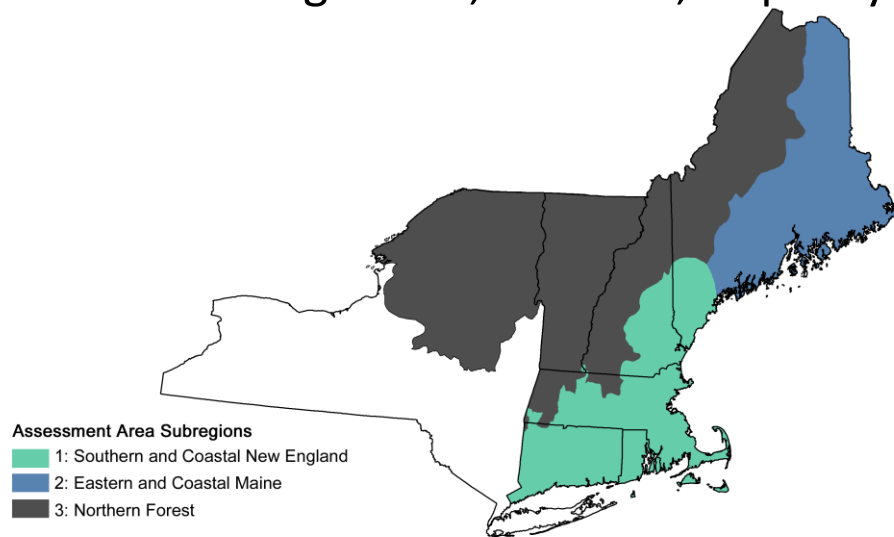 Assessment Area Subregions
1: Southern and Coastal New England
2: Eastern and Coastal Maine
3: Northern Forest